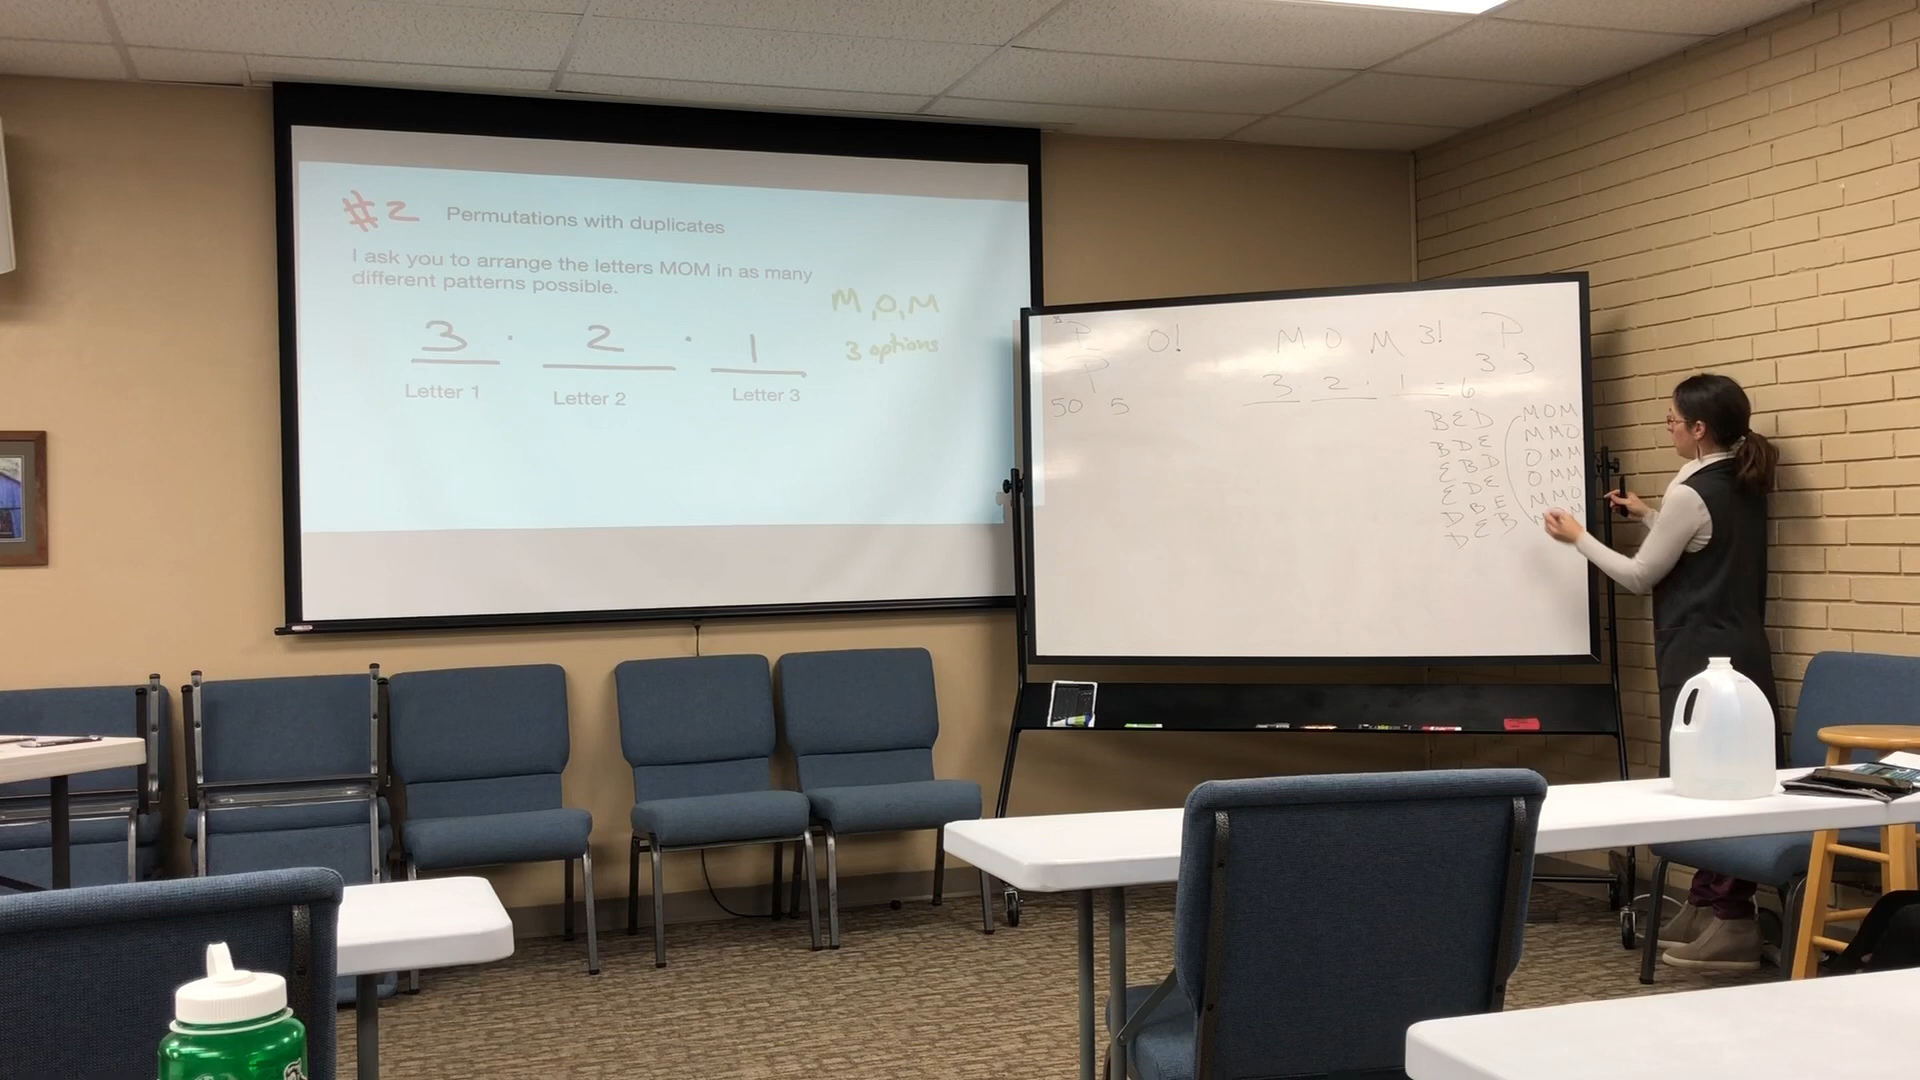 #2 Permutations with duplicates
I ask you to arrange the letters MOM in as many
different patterns possible.
M,O,M
3 options
3 · 2 · 1
Letter 1 Letter 2 Letter 3
P
P
50 5
0!
M O M 3!
3 2 · 1 = 6
P
3 3
BED
BDE
EBD
EDE
DBE
DEB
MOM
MMO
OMM
OMM
MMO